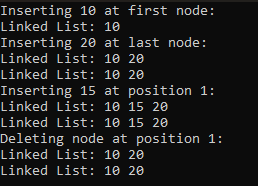 Inserting 10 at first node:
Linked List: 10
Inserting 20 at last node:
Linked List: 10 20
Linked List: 10 20
Inserting 15 at position 1:
Linked List: 10 15 20
Linked List: 10 15 20
Deleting node at position 1:
Linked List: 10 20
Linked List: 10 20